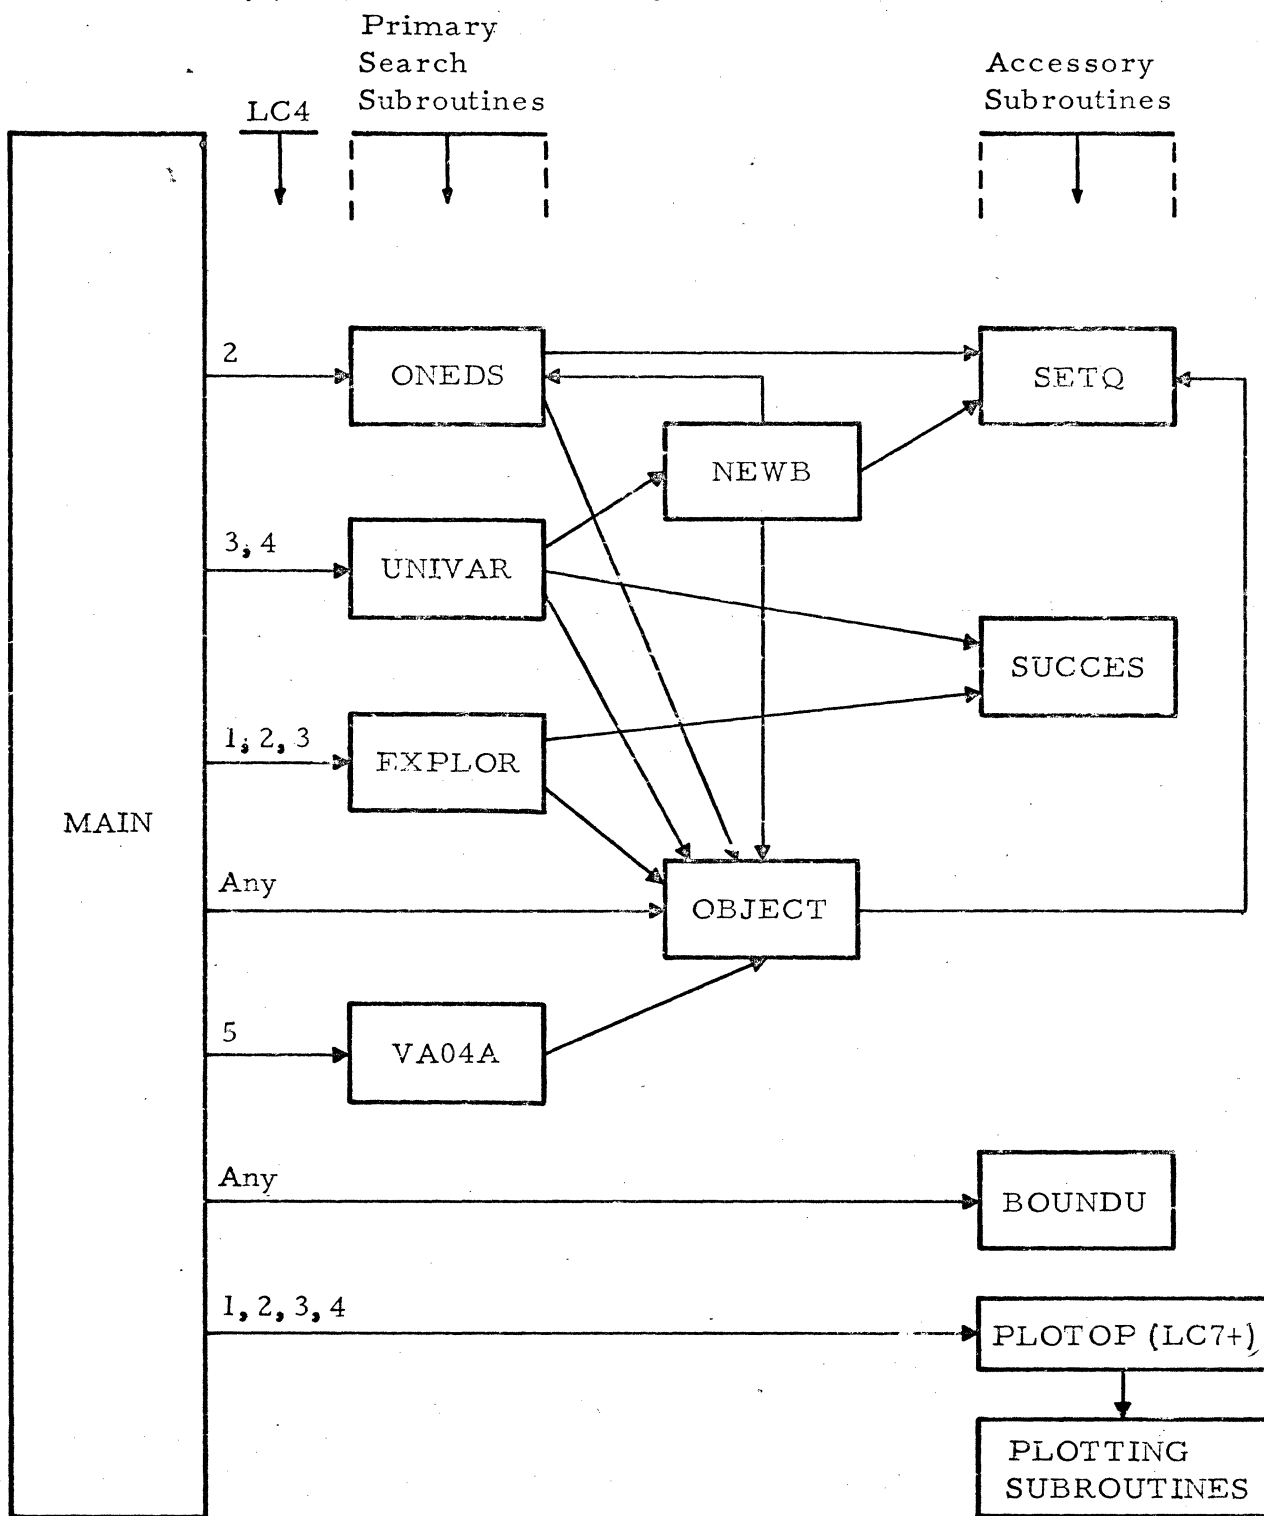 Primary
Search
Subroutines
Accessory
Subroutines
LC4
2
ONEDS
SETQ
NEWB
3, 4
UNIVAR
SUCCES
1, 2, 3
EXPLOR
MAIN
Any
OBJECT
5
VA04A
Any
BOUNDU
1, 2, 3, 4
PLOTOP (LC7+)
PLOTTING
SUBROUTINES